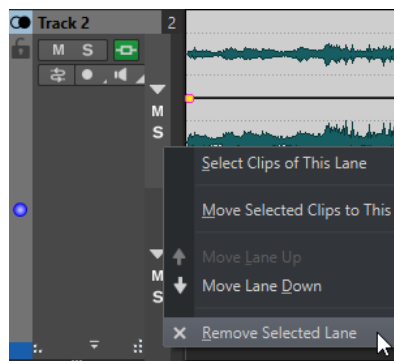 Track 2
2
M S
M
S
Select Clips of This Lane
Move Selected Clips to This
Move Lane Up
M
S
Move Lane Down
Remove Selected Lane